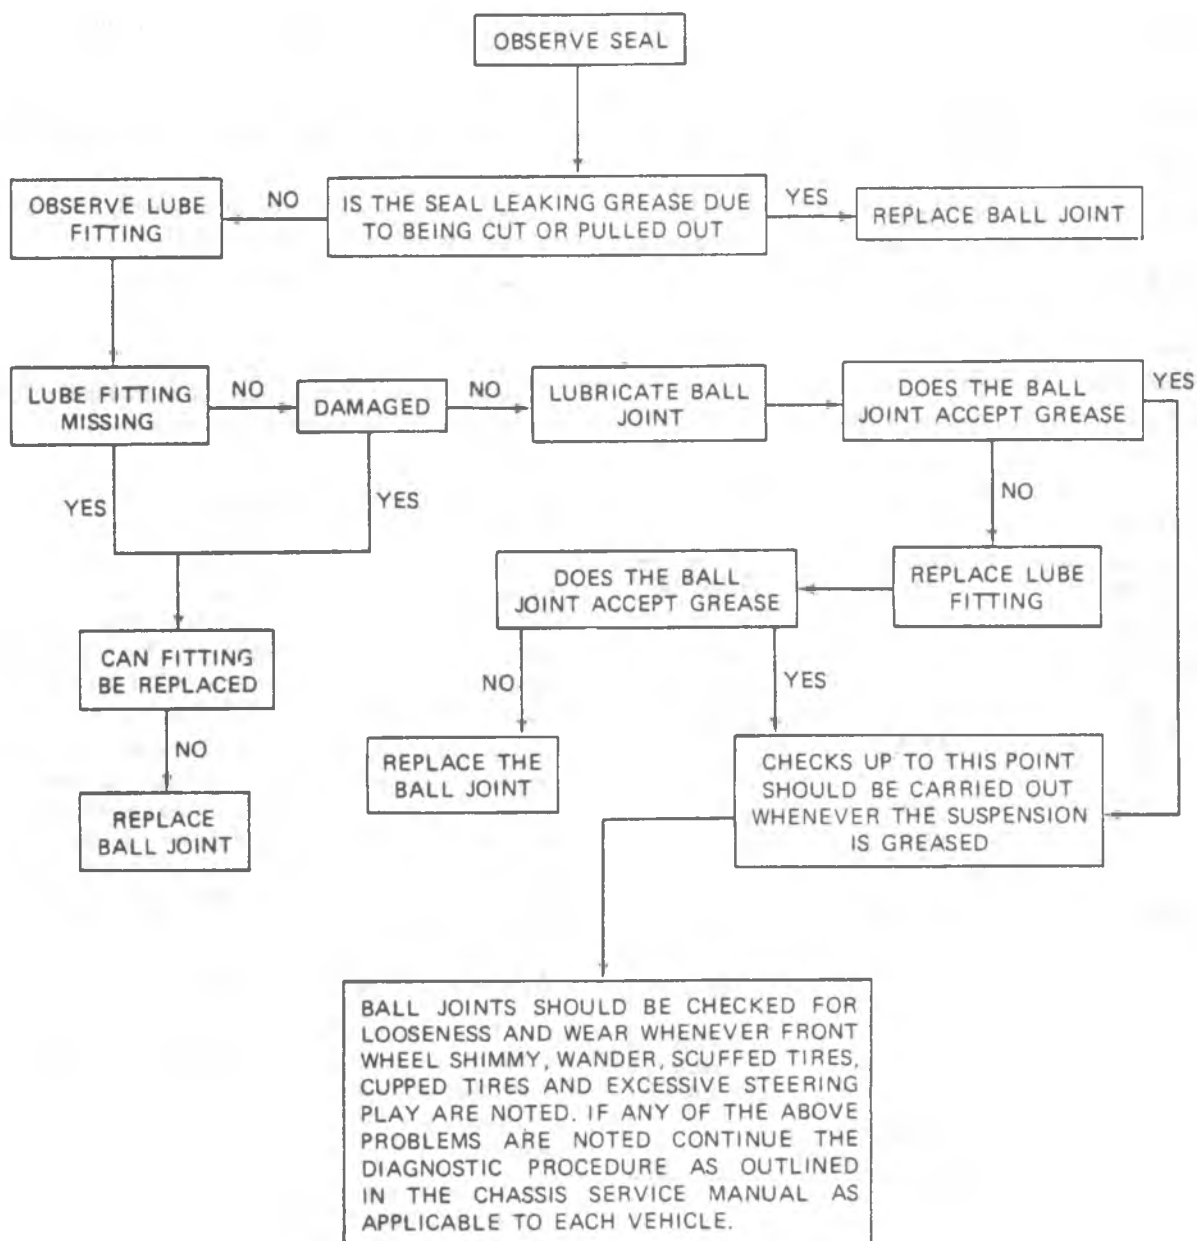 OBSERVE SEAL
OBSERVE LUBE
FITTING
NO
IS THE SEAL LEAKING GREASE DUE
TO BEING CUT OR PULLED OUT
YES
REPLACE BALL JOINT
LUBE FITTING
MISSING
NO
DAMAGED
NO
LUBRICATE BALL
JOINT
DOES THE BALL
JOINT ACCEPT GREASE
YES
YES
YES
NO
DOES THE BALL
JOINT ACCEPT GREASE
REPLACE LUBE
FITTING
CAN FITTING
BE REPLACED
NO
YES
NO
REPLACE
BALL JOINT
REPLACE THE
BALL JOINT
CHECKS UP TO THIS POINT
SHOULD BE CARRIED OUT
WHENEVER THE SUSPENSION
IS GREASED
BALL JOINTS SHOULD BE CHECKED FOR
LOOSENESS AND WEAR WHENEVER FRONT
WHEEL SHIMMY, WANDER, SCUFFED TIRES,
CUPPED TIRES AND EXCESSIVE STEERING
PLAY ARE NOTED. IF ANY OF THE ABOVE
PROBLEMS ARE NOTED CONTINUE THE
DIAGNOSTIC PROCEDURE AS OUTLINED
IN THE CHASSIS SERVICE MANUAL AS
APPLICABLE TO EACH VEHICLE.